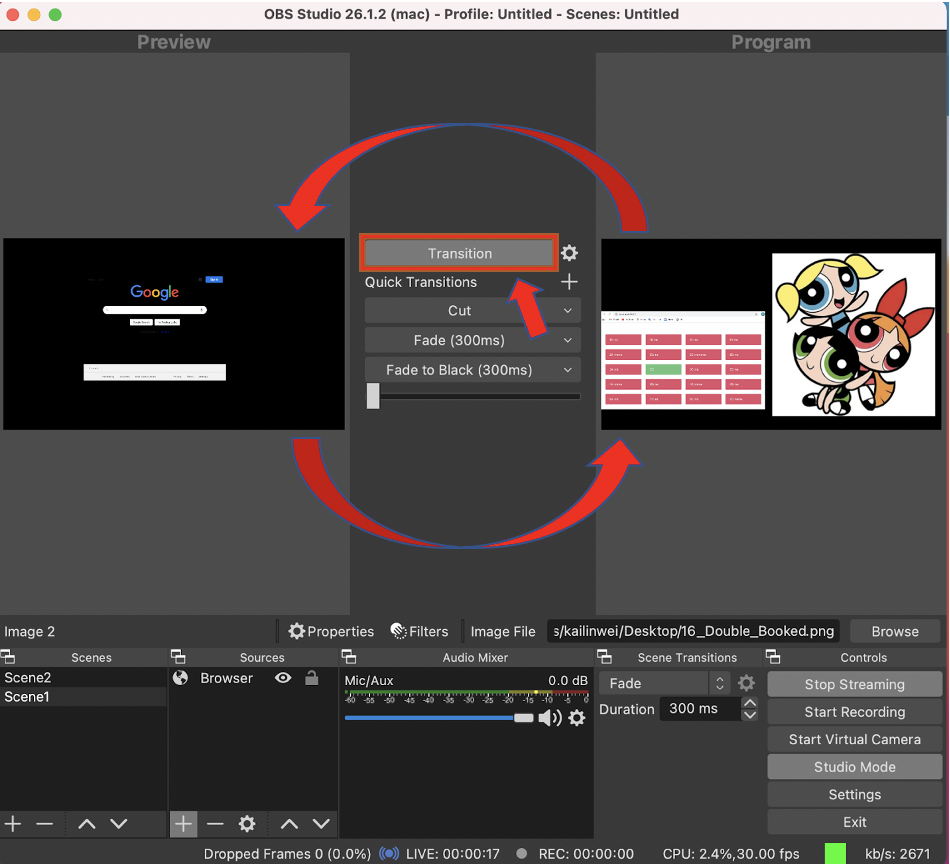 OBS Studio 26.1.2 (mac) - Profile: Untitled - Scenes: Untitled
Preview
Program
Google
Transition
Quick Transitions
Cut
Fade (300ms)
Fade to Black (300ms)
Image 2
Properties
Filters
Image File
s/kailinwei/Desktop/16_Double_Booked.png
Browse
Scenes
Sources
Audio Mixer
Scene Transitions
Controls
Scene2
Scene1
Browser
Mic/Aux
0.0 dB
-60 -55 -50 -45 -40 -35 -30 -25 -20 -15 -10 -5 0
Fade
Duration
300 ms
Stop Streaming
Start Recording
Start Virtual Camera
Studio Mode
Settings
Exit
Dropped Frames 0 (0.0%)
LIVE: 00:00:17
REC: 00:00:00
CPU: 2.4%,30.00 fps
kb/s: 2671